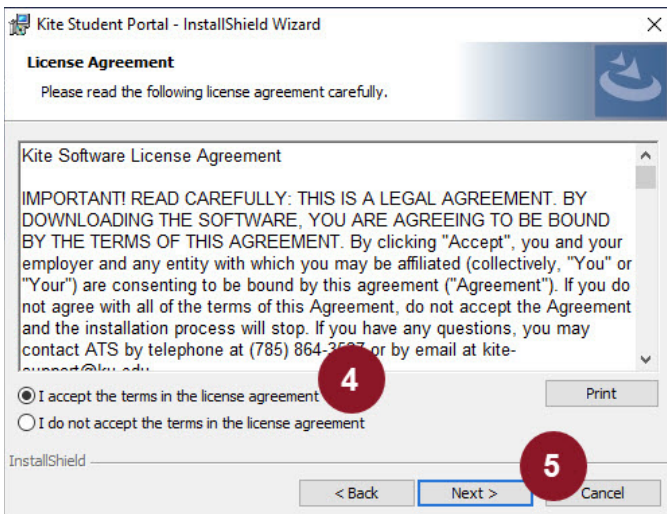 Kite Student Portal - InstallShield Wizard
License Agreement
Please read the following license agreement carefully.
Kite Software License Agreement
IMPORTANT! READ CAREFULLY: THIS IS A LEGAL AGREEMENT. BY
DOWNLOADING THE SOFTWARE, YOU ARE AGREEING TO BE BOUND
BY THE TERMS OF THIS AGREEMENT. By clicking "Accept", you and your
employer and any entity with which you may be affiliated (collectively, "You" or
"Your") are consenting to be bound by this agreement ("Agreement"). If you do
not agree with all of the terms of this Agreement, do not accept the Agreement
and the installation process will stop. If you have any questions, you may
contact ATS by telephone at (785) or by email at kite-
4
I accept the terms in the license agreement
Print
I do not accept the terms in the license agreement
InstallShield
5
< Back
Next >
Cancel